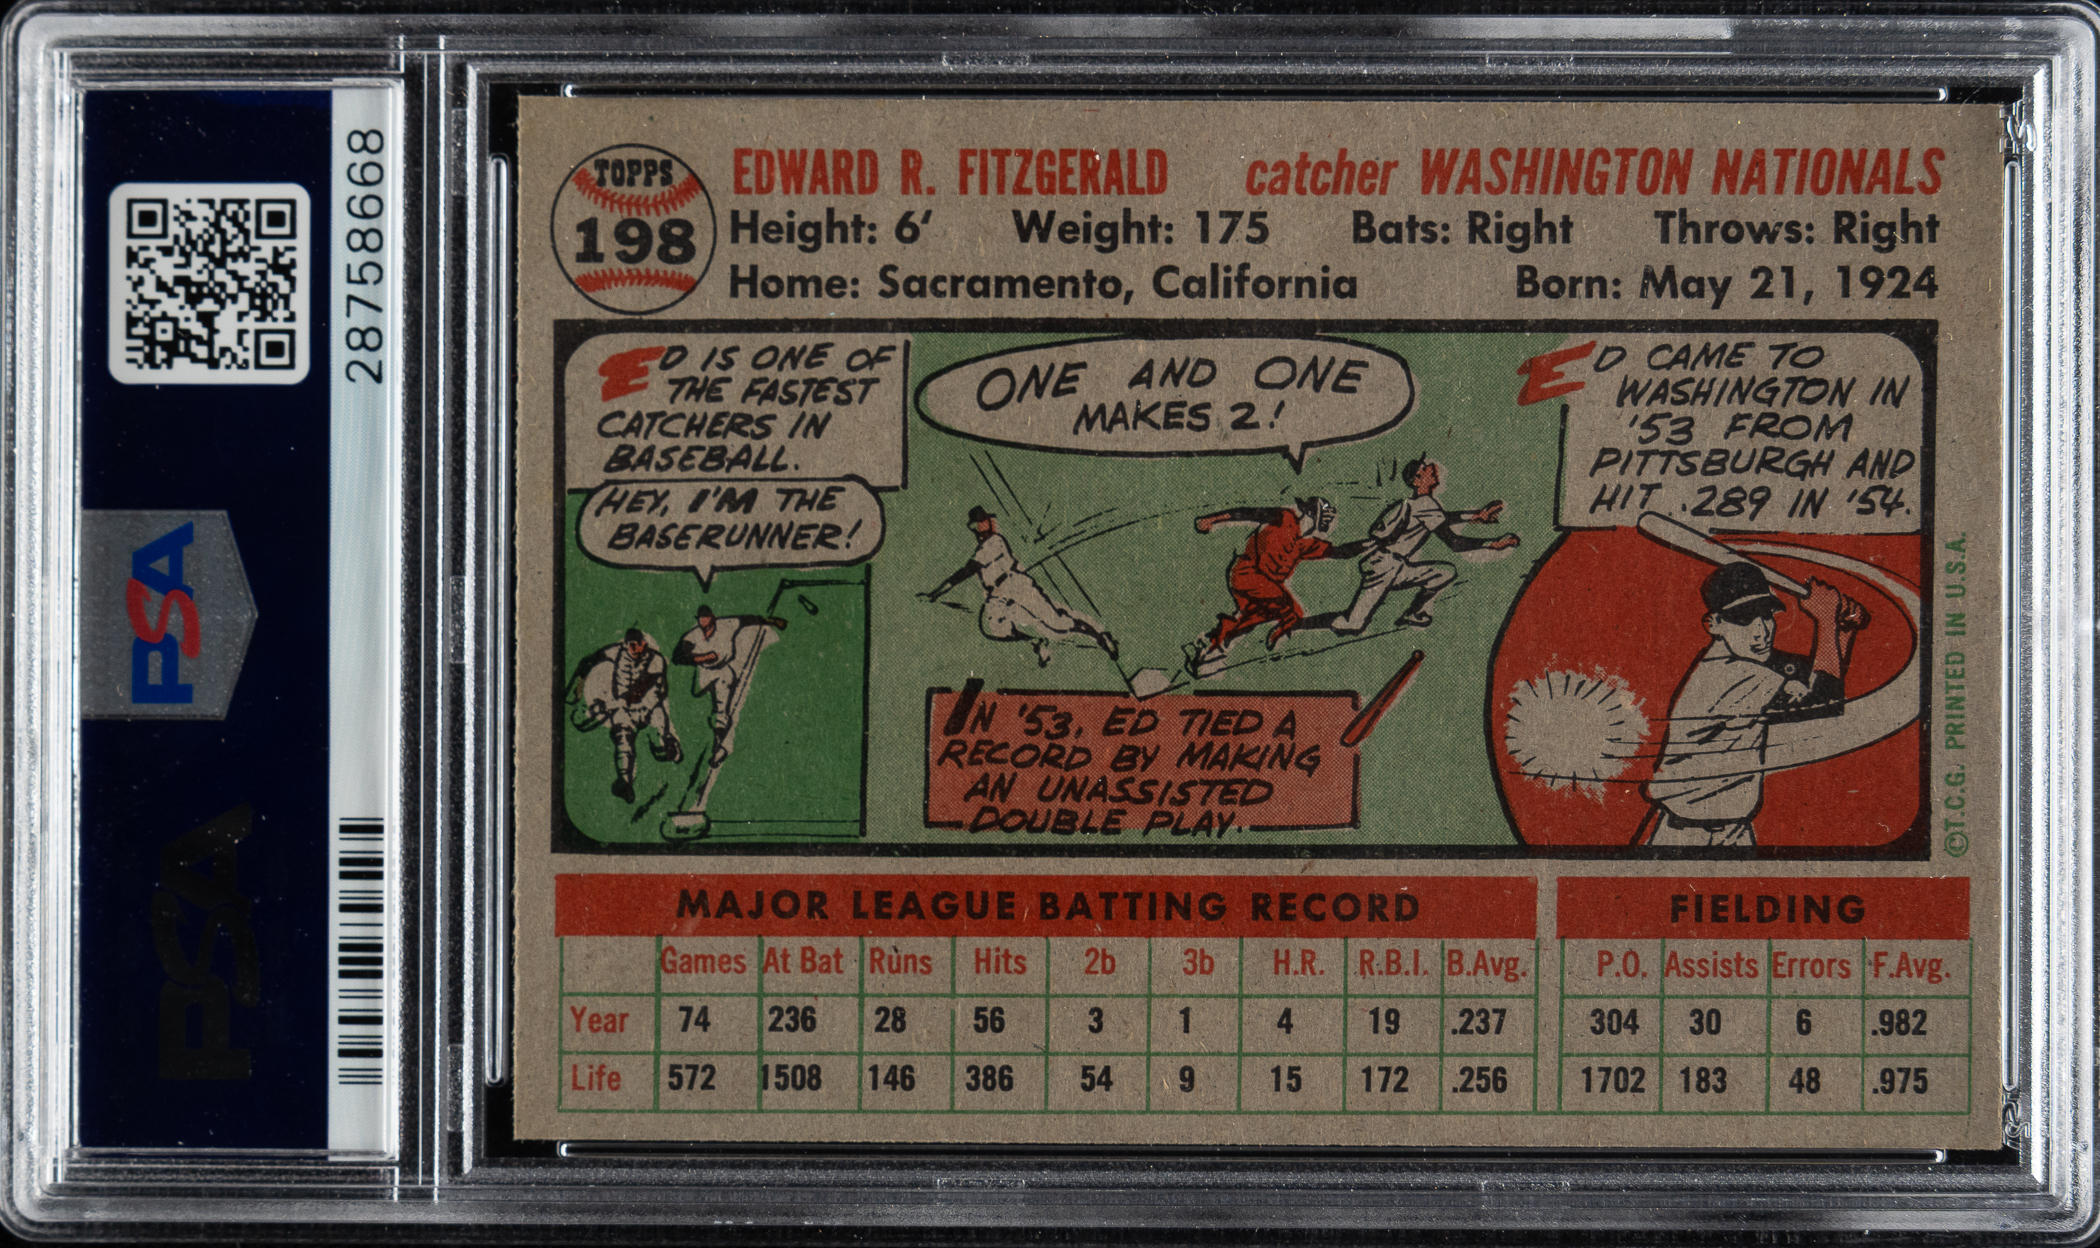 28758668
PSA
PSA
TOPPS
198
EDWARD R. FITZGERALD catcher WASHINGTON NATIONALS
Height: 6' Weight: 175 Bats: Right Throws: Right
Home: Sacramento, California Born: May 21, 1924
ED IS ONE OF
THE FASTEST
CATCHERS IN
BASEBALL.
HEY, I'M THE
BASERUNNER!
ONE AND ONE
MAKES 2!
IN '53, ED TIED A
RECORD BY MAKING
AN UNASSISTED
DOUBLE PLAY.
ED CAME TO
WASHINGTON IN
'53 FROM
PITTSBURGH AND
HIT .289 IN '54.
©T.C.G. PRINTED IN U.S.A.
MAJOR LEAGUE BATTING RECORD FIELDING
Games At Bat Runs Hits 2b 3b H.R. R.B.I. B.Avg. P.O. Assists Errors F.Avg.
Year 74 236 28 56 3 1 4 19 .237 304 30 6 .982
Life 572 1508 146 386 54 9 15 172 .256 1702 183 48 .975